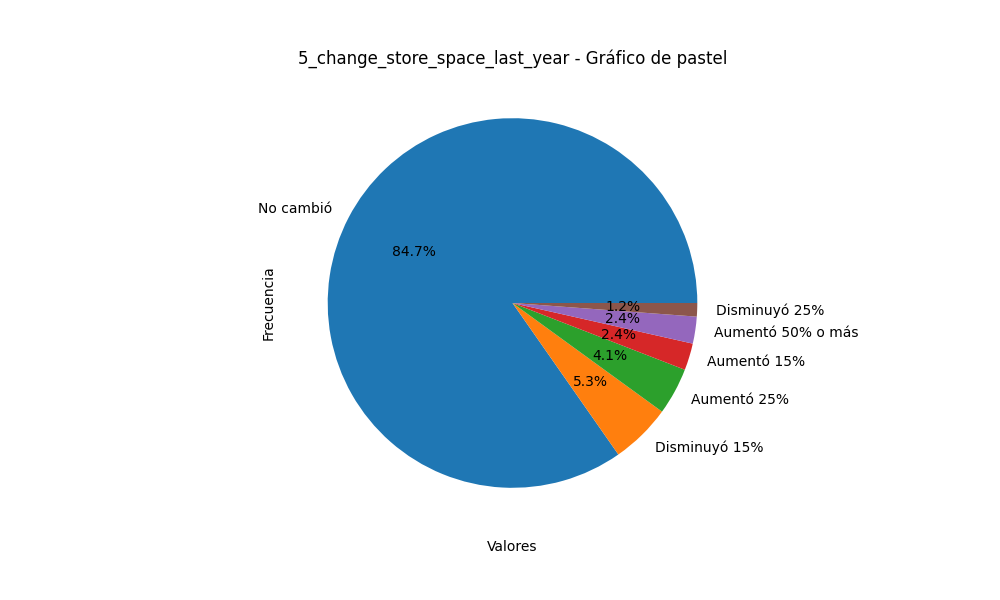 5_change_store_space_last_year - Gráfico de pastel
No cambió
84.7%
Frecuencia
1.2%
Disminuyó 25%
2.4%
Aumentó 50% o más
2.4%
Aumentó 15%
4.1%
Aumentó 25%
5.3%
Disminuyó 15%
Valores